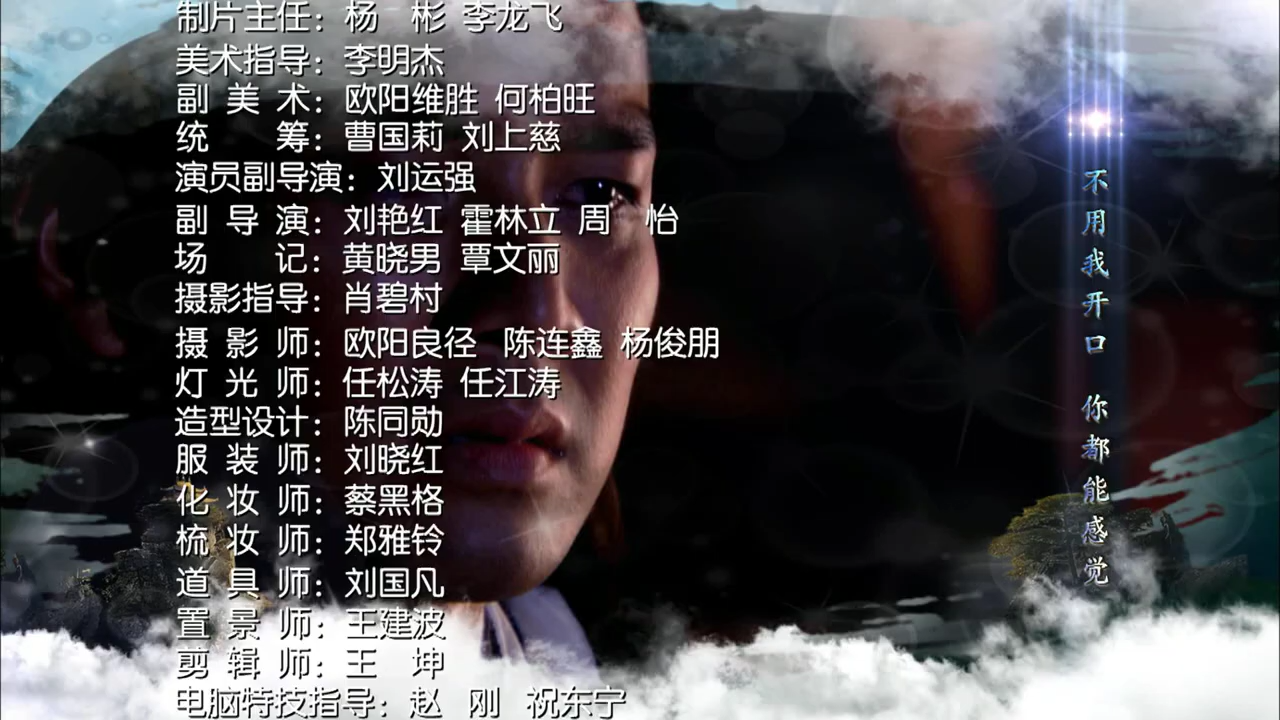 制片主任：杨　彬 李龙飞
美术指导：李明杰
副 美 术：欧阳维胜 何柏旺
统　　筹：曹国莉 刘上慈
演员副导演：刘运强
副 导 演：刘艳红 霍林立 周　怡
场　　记：黄晓男 覃文丽
摄影指导：肖碧村
摄 影 师：欧阳良径 陈连鑫 杨俊朋
灯 光 师：任松涛 任江涛
造型设计：陈同勋
服 装 师：刘晓红
化 妆 师：蔡黑格
梳 妆 师：郑雅铃
道 具 师：刘国凡
置 景 师：王建波
剪 辑 师：王　坤
电脑特技指导：赵　刚 祝东宁
不用我开口 你都能感觉